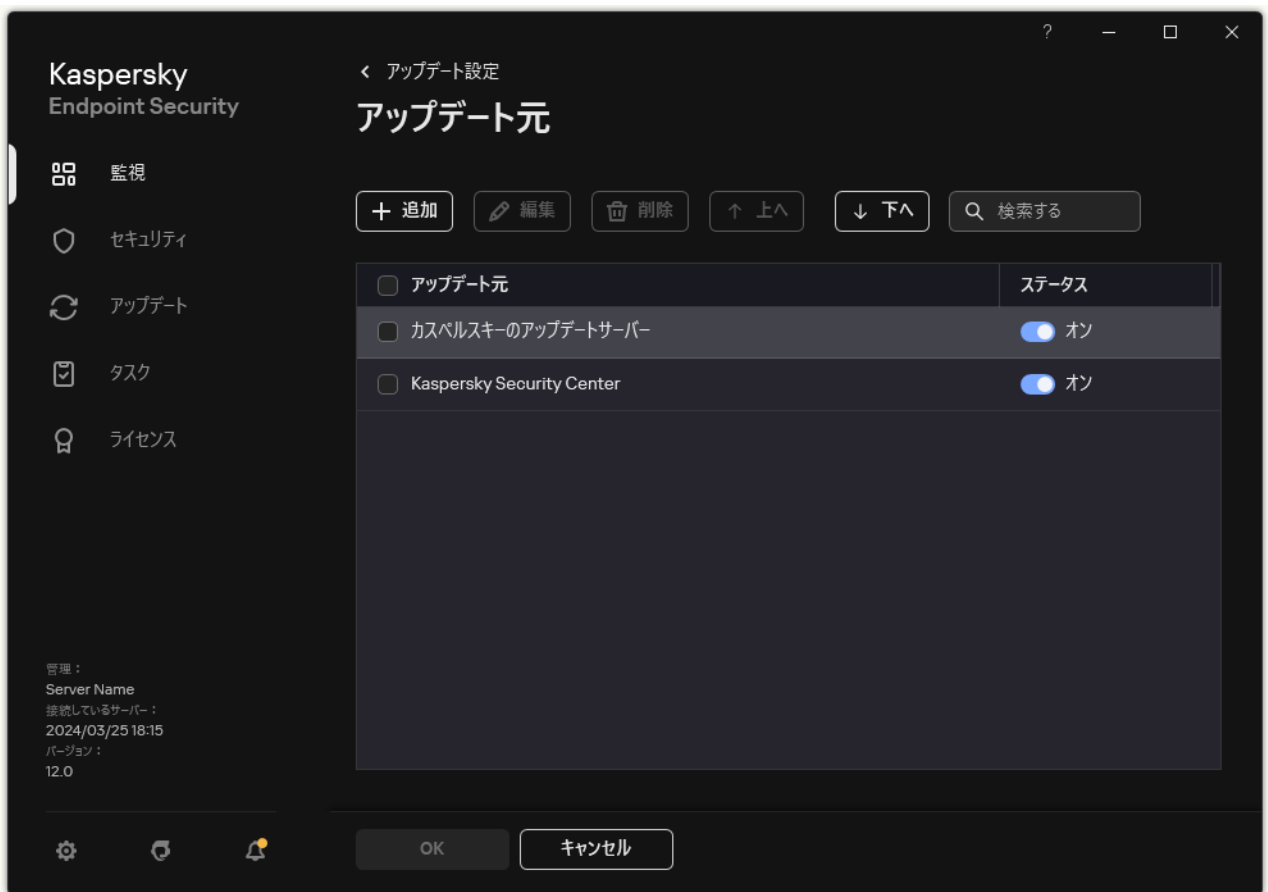 ?
Kaspersky
Endpoint Security
監視
セキュリティ
アップデート
タスク
ライセンス
管理：
Server Name
接続しているサーバー：
2024/03/25 18:15
バージョン：
12.0
アップデート設定
アップデート元
追加
編集
削除
上へ
下へ
検索する
アップデート元
ステータス
カスペルスキーのアップデートサーバー
オン
Kaspersky Security Center
オン
OK
キャンセル